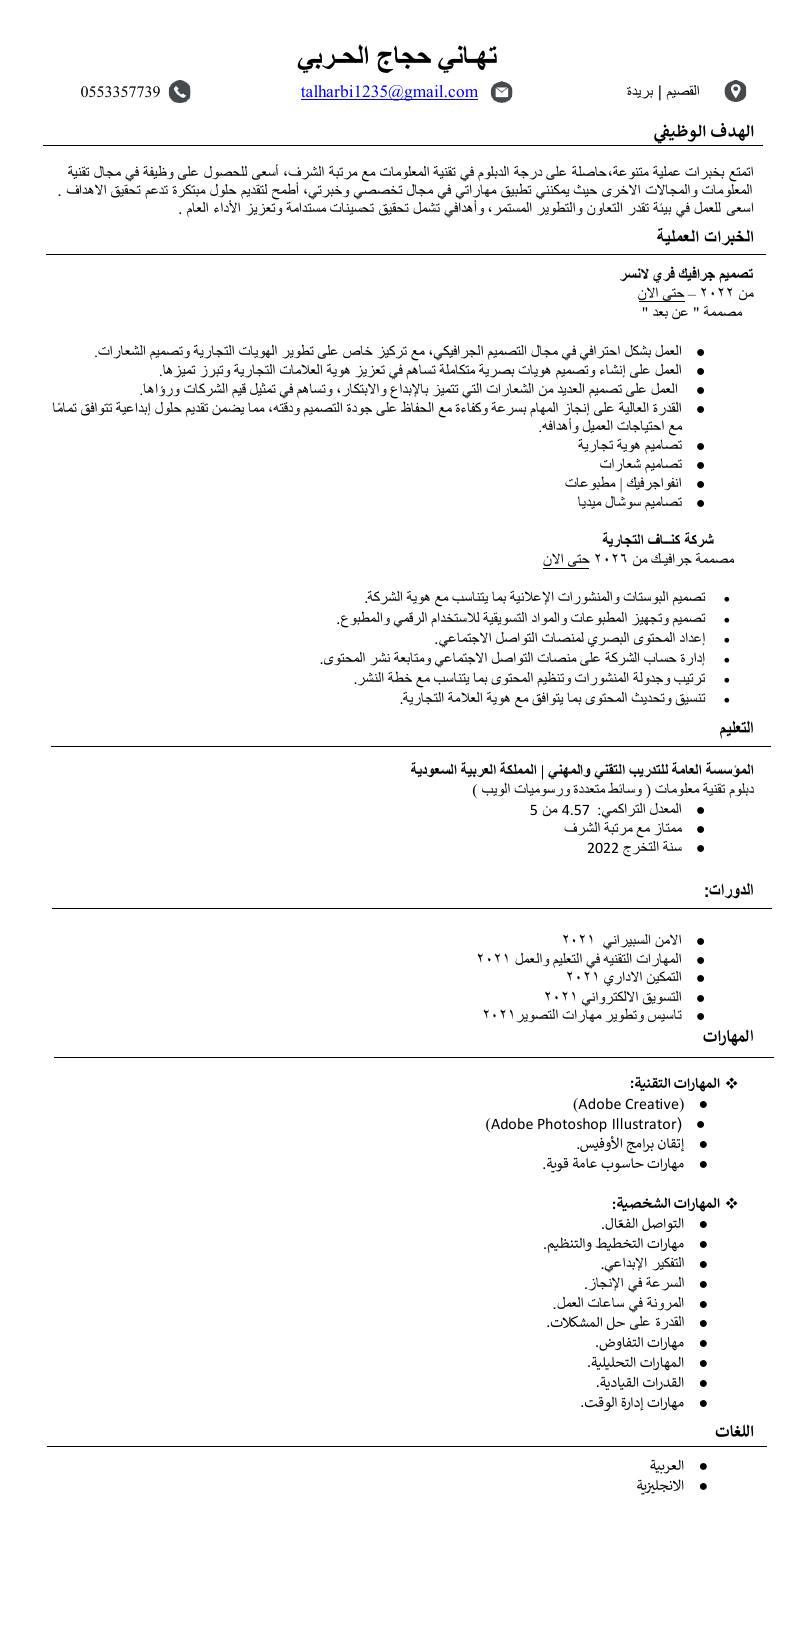 تهـاني حجاج الحـربي
القصيم | بريدة talharbi1235@gmail.com 0553357739
الهدف الوظيفي
اتمتع بخبرات عملية متنوعة،حاصلة على درجة الدبلوم في تقنية المعلومات مع مرتبة الشرف، أسعى للحصول على وظيفة في مجال تقنية
المعلومات والمجالات الاخرى حيث يمكنني تطبيق مهاراتي في مجال تخصصي وخبرتي، أطمح لتقديم حلول مبتكرة تدعم تحقيق الاهداف .
اسعى للعمل في بيئة تقدر التعاون والتطوير المستمر، وأهدافي تشمل تحقيق تحسينات مستدامة وتعزيز الأداء العام .
الخبرات العملية
تصميم جرافيك فري لانسر
من ٢٠٢٢ – حتى الان
مصممة " عن بعد "
● العمل بشكل احترافي في مجال التصميم الجرافيكي، مع تركيز خاص على تطوير الهويات التجارية وتصميم الشعارات.
● العمل على إنشاء وتصميم هويات بصرية متكاملة تساهم في تعزيز هوية العلامات التجارية وتبرز تميزها.
● العمل على تصميم العديد من الشعارات التي تتميز بالإبداع والابتكار، وتساهم في تمثيل قيم الشركات ورؤاها.
● القدرة العالية على إنجاز المهام بسرعة وكفاءة مع الحفاظ على جودة التصميم ودقته، مما يضمن تقديم حلول إبداعية تتوافق تمامًا
مع احتياجات العميل وأهدافه.
● تصاميم هوية تجارية
● تصاميم شعارات
● انفواجرفيك | مطبوعات
● تصاميم سوشال ميديا
شركة كنــاف التجارية
مصممة جرافيـك من ٢٠٢٦ حتى الان
• تصميم البوستات والمنشورات الإعلانية بما يتناسب مع هوية الشركة.
• تصميم وتجهيز المطبوعات والمواد التسويقية للاستخدام الرقمي والمطبوع.
• إعداد المحتوى البصري لمنصات التواصل الاجتماعي.
• إدارة حساب الشركة على منصات التواصل الاجتماعي ومتابعة نشر المحتوى.
• ترتيب وجدولة المنشورات وتنظيم المحتوى بما يتناسب مع خطة النشر.
• تنسيق وتحديث المحتوى بما يتوافق مع هوية العلامة التجارية.
التعليم
المؤسسة العامة للتدريب التقني والمهني | المملكة العربية السعودية
دبلوم تقنية معلومات ( وسائط متعددة ورسوميات الويب )
● المعدل التراكمي: 4.57 من 5
● ممتاز مع مرتبة الشرف
● سنة التخرج 2022
الدورات:
● الامن السيبراني ٢٠٢١
● المهارات التقنيه في التعليم والعمل ٢٠٢١
● التمكين الاداري ٢٠٢١
● التسويق الالكترواني ٢٠٢١
● تاسيس وتطوير مهارات التصوير٢٠٢١
المهارات
❖ المهارات التقنية:
● (Adobe Creative)
● (Adobe Photoshop Illustrator)
● إتقان برامج الأوفيس.
● مهارات حاسوب عامة قوية.
❖ المهارات الشخصية:
● التواصل الفعّال.
● مهارات التخطيط والتنظيم.
● التفكير الإبداعي.
● السرعة في الإنجاز.
● المرونة في ساعات العمل.
● القدرة على حل المشكلات.
● مهارات التفاوض.
● المهارات التحليلية.
● القدرات القيادية.
● مهارات إدارة الوقت.
اللغات
● العربية
● الانجليزية